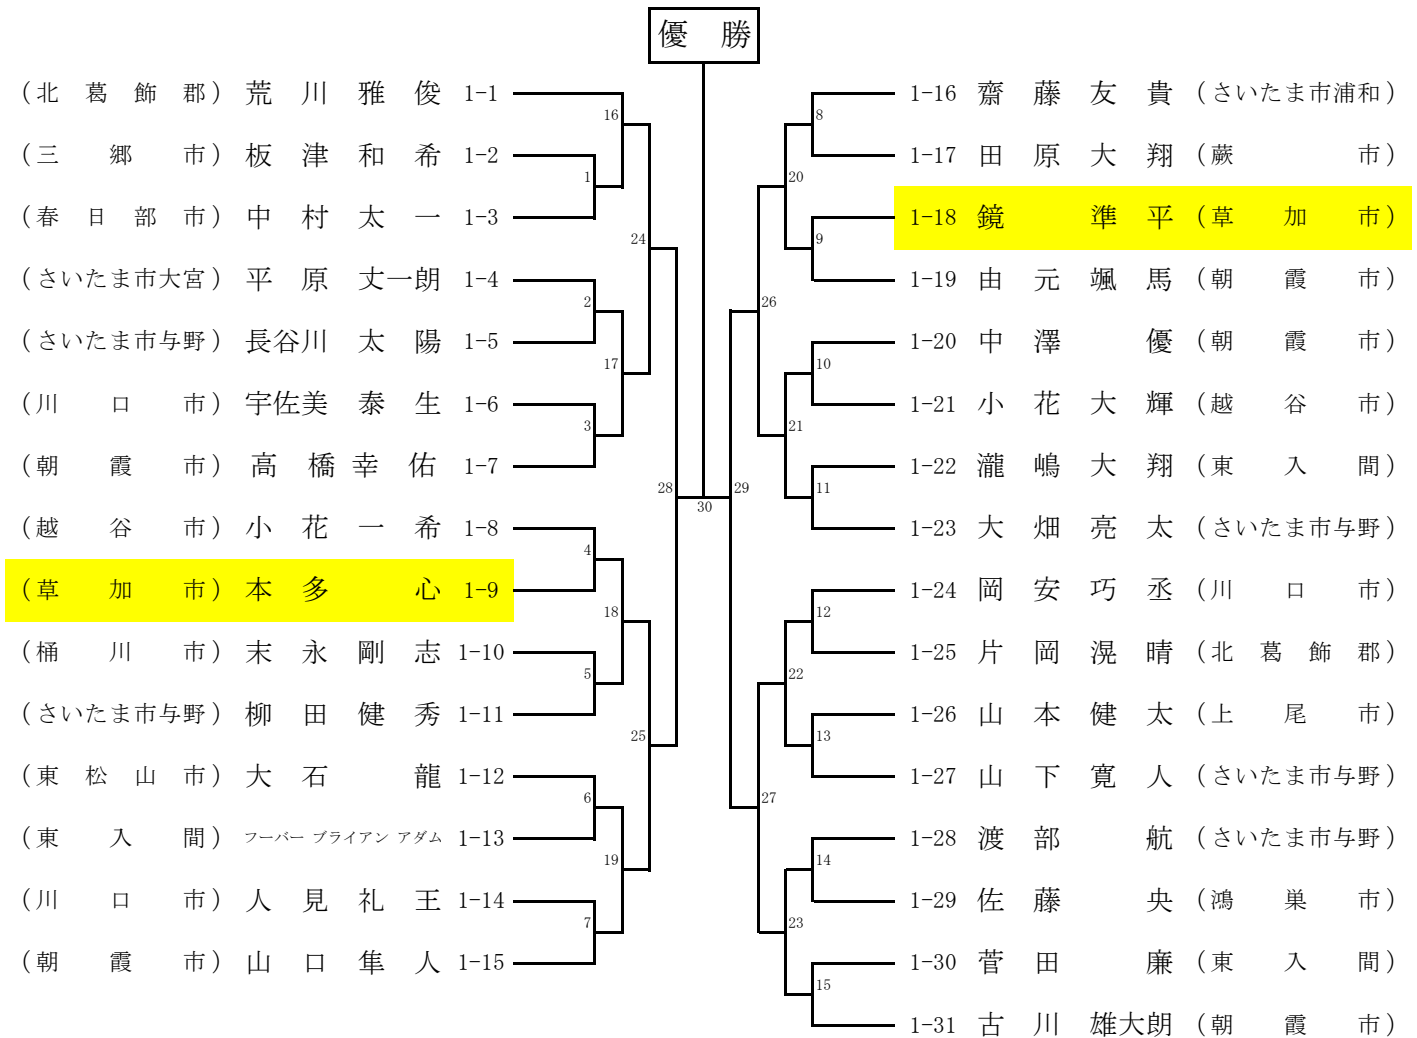 優　勝
(北葛飾郡) 荒川雅俊 1-1
(三郷市) 板津和希 1-2
(春日部市) 中村太一 1-3
(さいたま市大宮) 平原丈一朗 1-4
(さいたま市与野) 長谷川太陽 1-5
(川口市) 宇佐美泰生 1-6
(朝霞市) 高橋幸佑 1-7
(越谷市) 小花一希 1-8
(草加市) 本多心 1-9
(桶川市) 末永剛志 1-10
(さいたま市与野) 柳田健秀 1-11
(東松山市) 大石龍 1-12
(東入間) フーバー ブライアン アダム 1-13
(川口市) 人見礼王 1-14
(朝霞市) 山口隼人 1-15
16
1
24
2
17
3
28
4
18
5
25
6
19
7
30
8
20
9
26
10
21
11
29
12
22
13
27
14
23
15
1-16 齋藤友貴 (さいたま市浦和)
1-17 田原大翔 (蕨市)
1-18 鏡準平 (草加市)
1-19 由元颯馬 (朝霞市)
1-20 中澤優 (朝霞市)
1-21 小花大輝 (越谷市)
1-22 瀧嶋大翔 (東入間)
1-23 大畑亮太 (さいたま市与野)
1-24 岡安巧丞 (川口市)
1-25 片岡滉晴 (北葛飾郡)
1-26 山本健太 (上尾市)
1-27 山下寛人 (さいたま市与野)
1-28 渡部航 (さいたま市与野)
1-29 佐藤央 (鴻巣市)
1-30 菅田廉 (東入間)
1-31 古川雄大朗 (朝霞市)